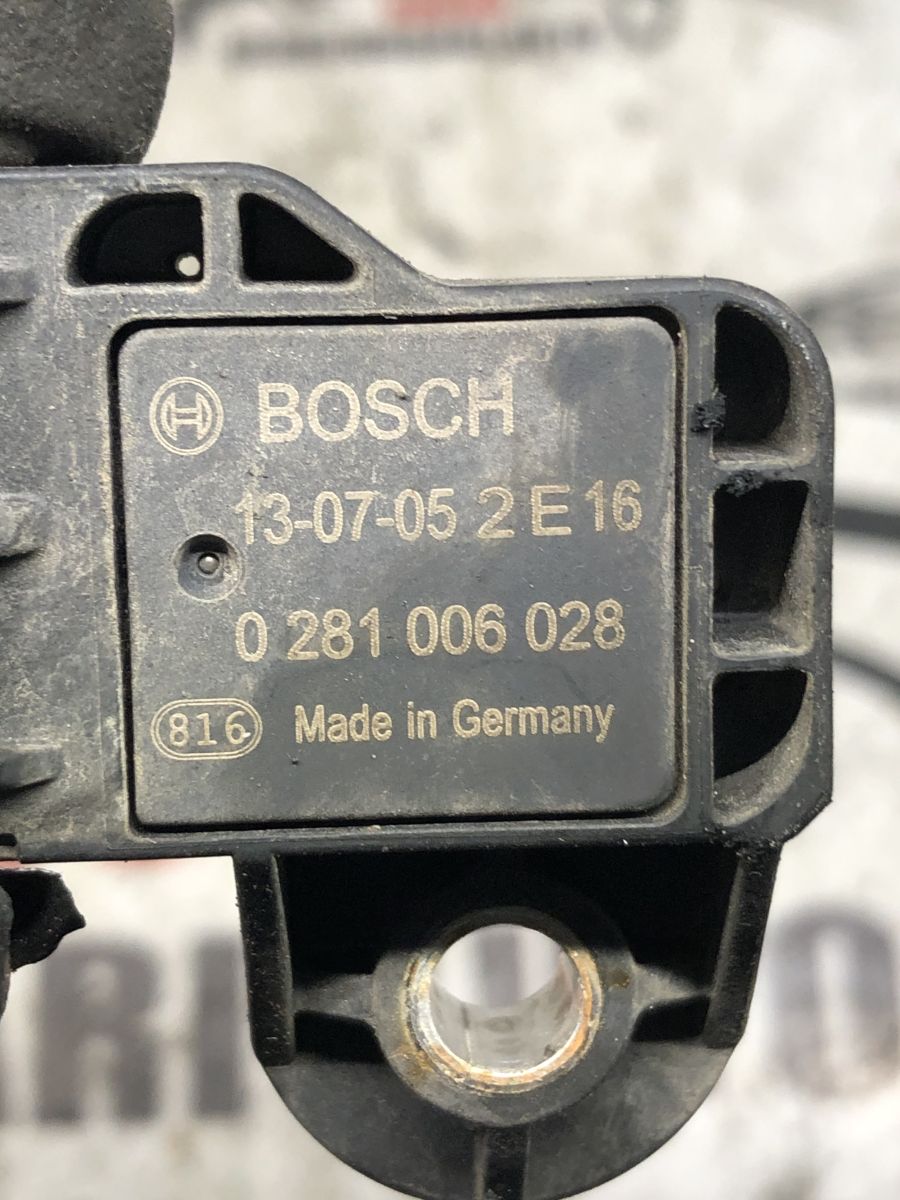 BOSCH
13-07-05 2 E 16
0 281 006 028
816 Made in Germany